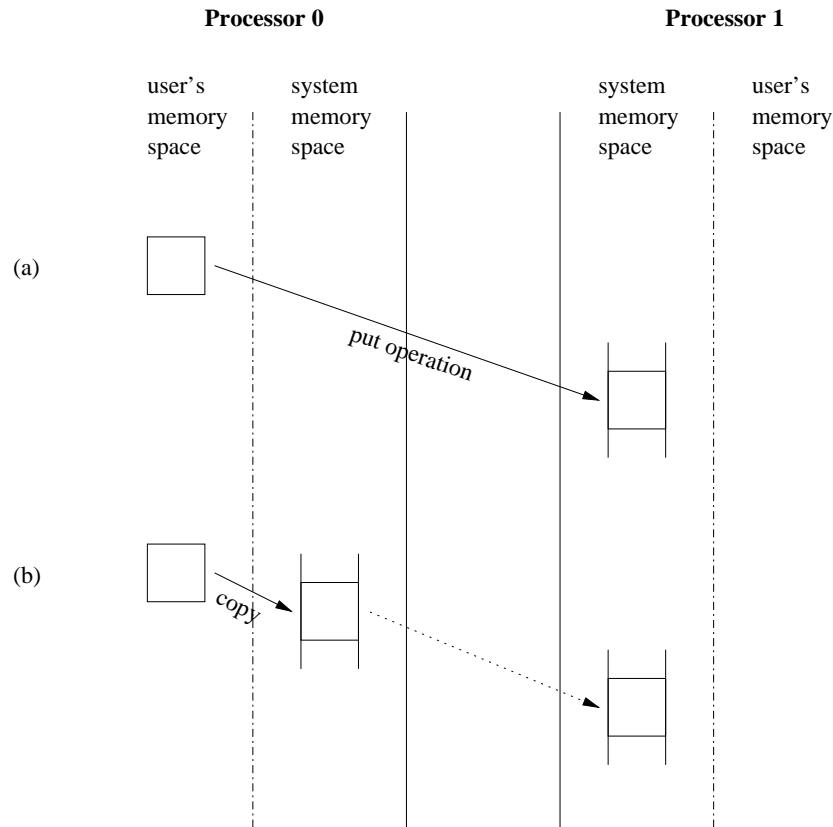 Processor 0
Processor 1
user's
memory
space
system
memory
space
system
memory
space
user's
memory
space
(a)
put operation
(b)
copy